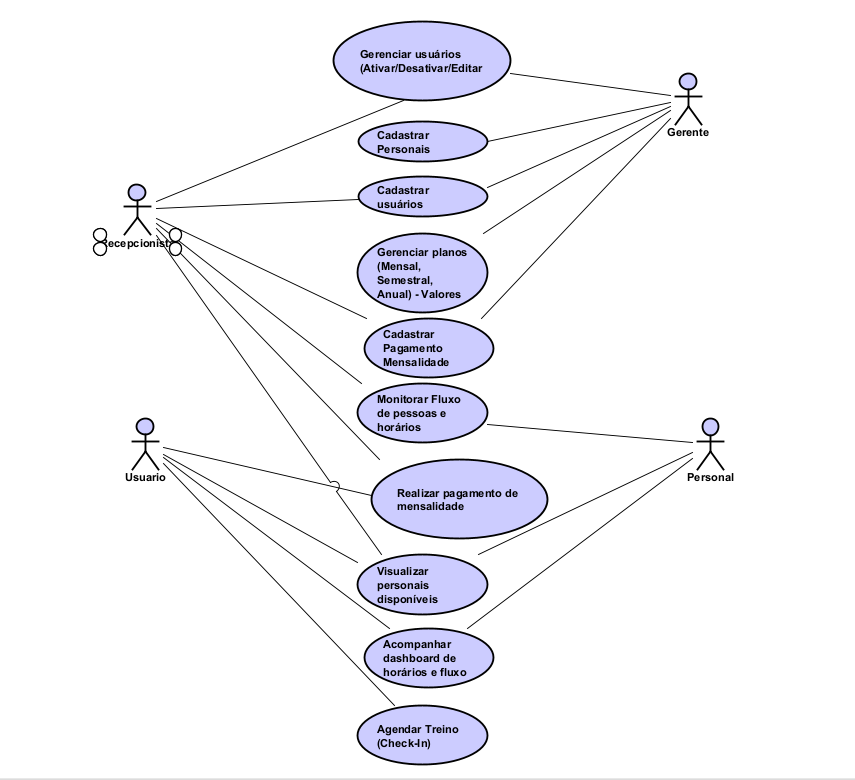 Gerenciar usuários
(Ativar/Desativar/Editar
Gerente
Cadastrar
Personais
Cadastrar
usuários
Recepcionista
Gerenciar planos
(Mensal,
Semestral,
Anual) - Valores
Cadastrar
Pagamento
Mensalidade
Monitorar Fluxo
de pessoas e
horários
Usuario
Personal
Realizar pagamento de
mensalidade
Visualizar
personais
disponíveis
Acompanhar
dashboard de
horários e fluxo
Agendar Treino
(Check-In)